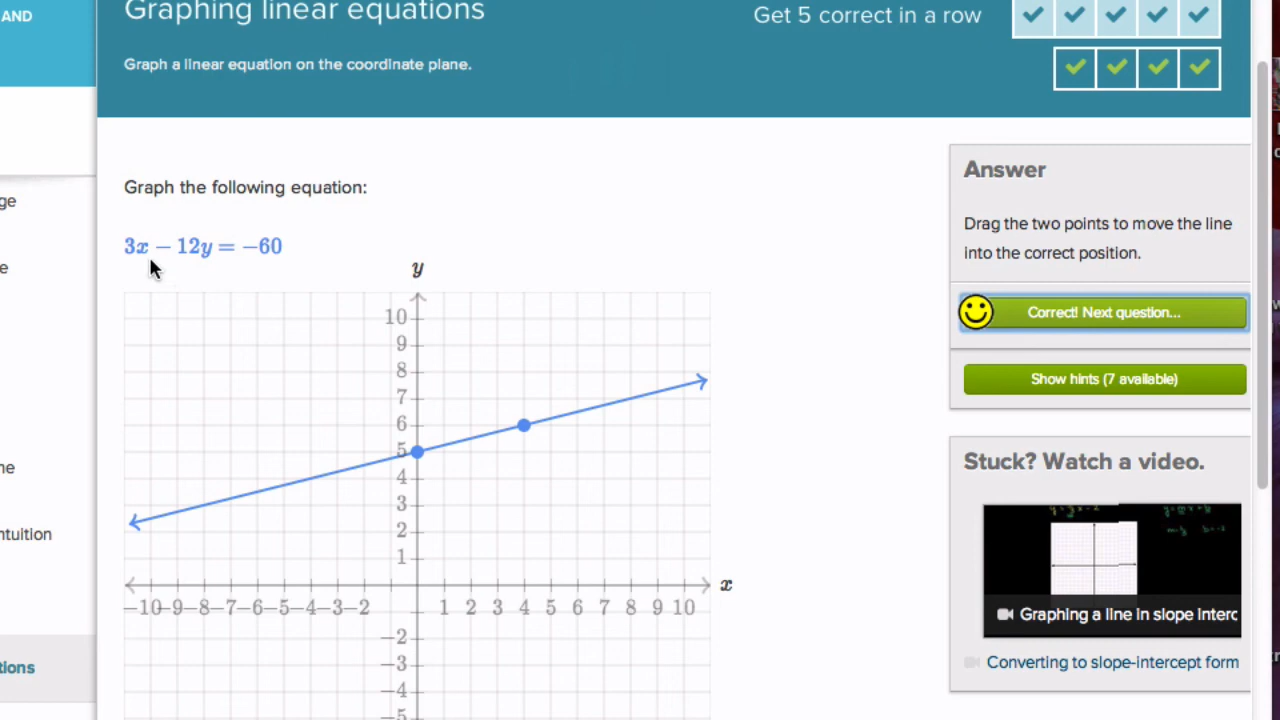 AND
Graphing linear equations
Get 5 correct in a row
Graph a linear equation on the coordinate plane.
ge
e
ne
ntuition
tions
Graph the following equation:
3x − 12y = −60
y
10
9
8
7
6
5
4
3
2
1
x
−10 −9 −8 −7 −6 −5 −4 −3 −2 1 2 3 4 5 6 7 8 9 10
−2
−3
−4
−5
Answer
Drag the two points to move the line
into the correct position.
Correct! Next question...
Show hints (7 available)
Stuck? Watch a video.
Graphing a line in slope interc
Converting to slope-intercept form